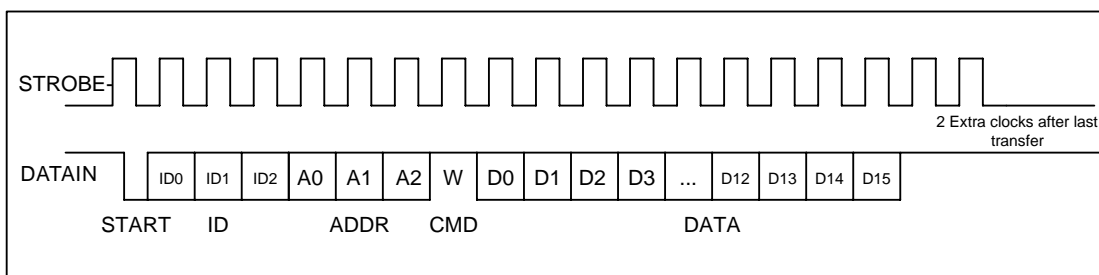 STROBE
2 Extra clocks after last
transfer
DATAIN ID0 ID1 ID2 A0 A1 A2 W D0 D1 D2 D3 ... D12 D13 D14 D15
START ID ADDR CMD DATA